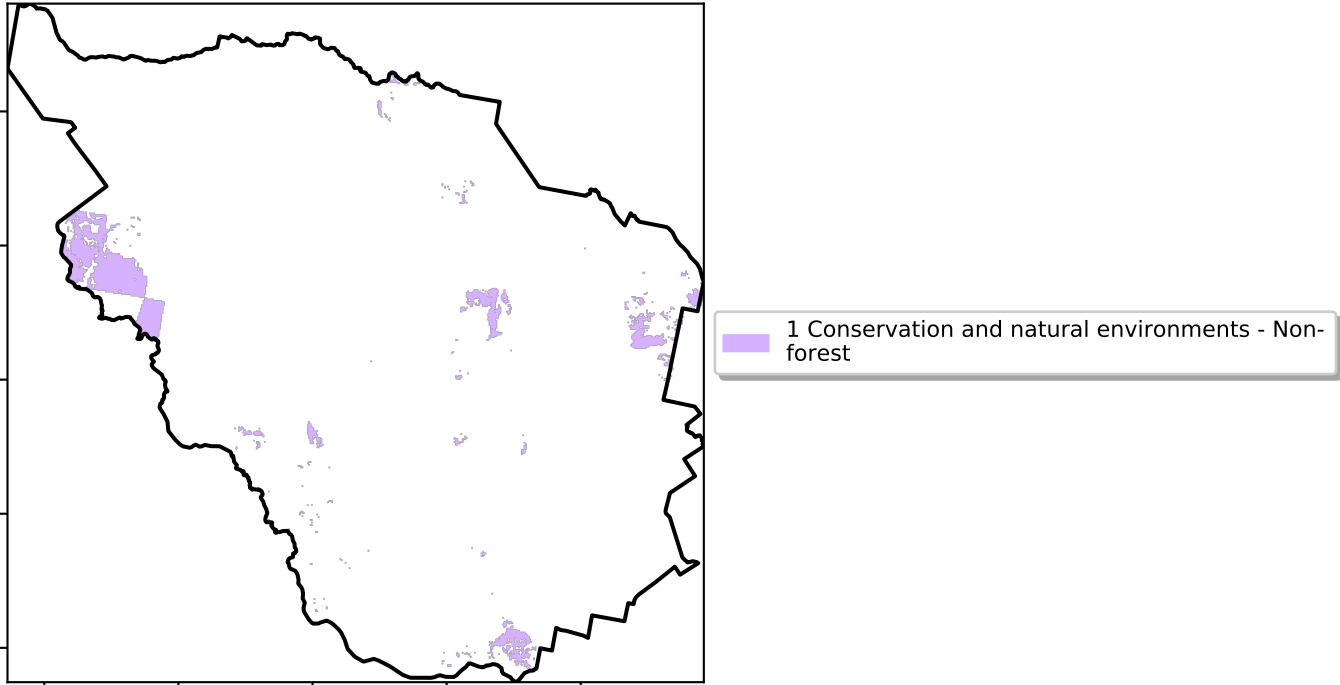 1 Conservation and natural environments - Non-
forest